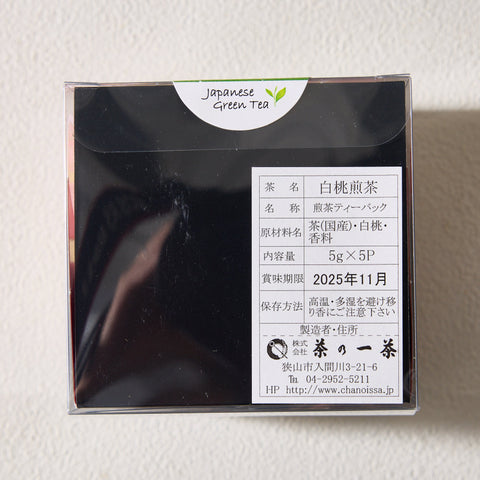 Japanese
Green Tea
茶名 白桃煎茶
名称 煎茶ティーバック
原材料名 茶(国産)・白桃・
香料
内容量 5g×5P
賞味期限 2025年11月
保存方法 高温・多湿を避け移
り香にご注意下さい
製造者・住所
株式会社 茶の一茶
狭山市入間川3-21-6
℡ 04-2952-5211
HP http://www.chanoissa.jp